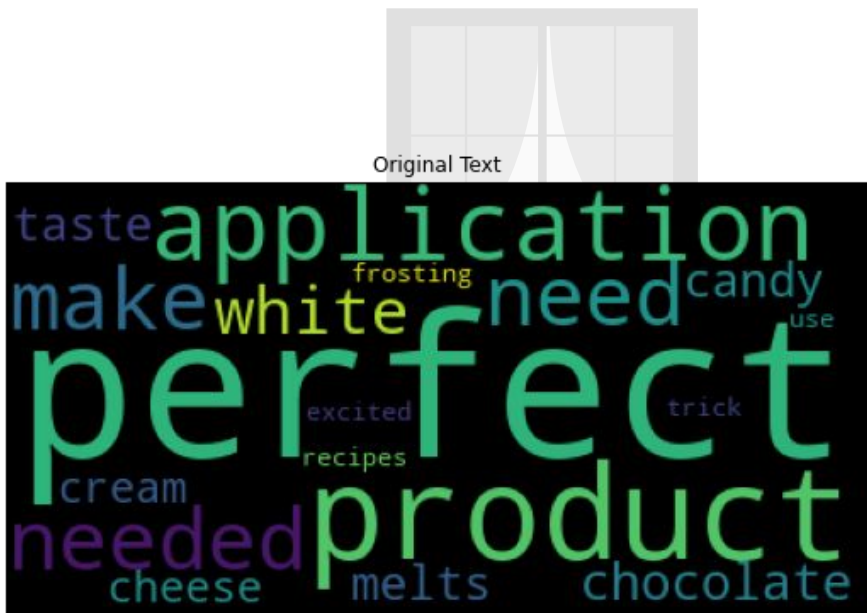 Original Text
taste application
make white frosting need candy
use
perfect
excited trick
recipes
cream product
needed
cheese melts chocolate